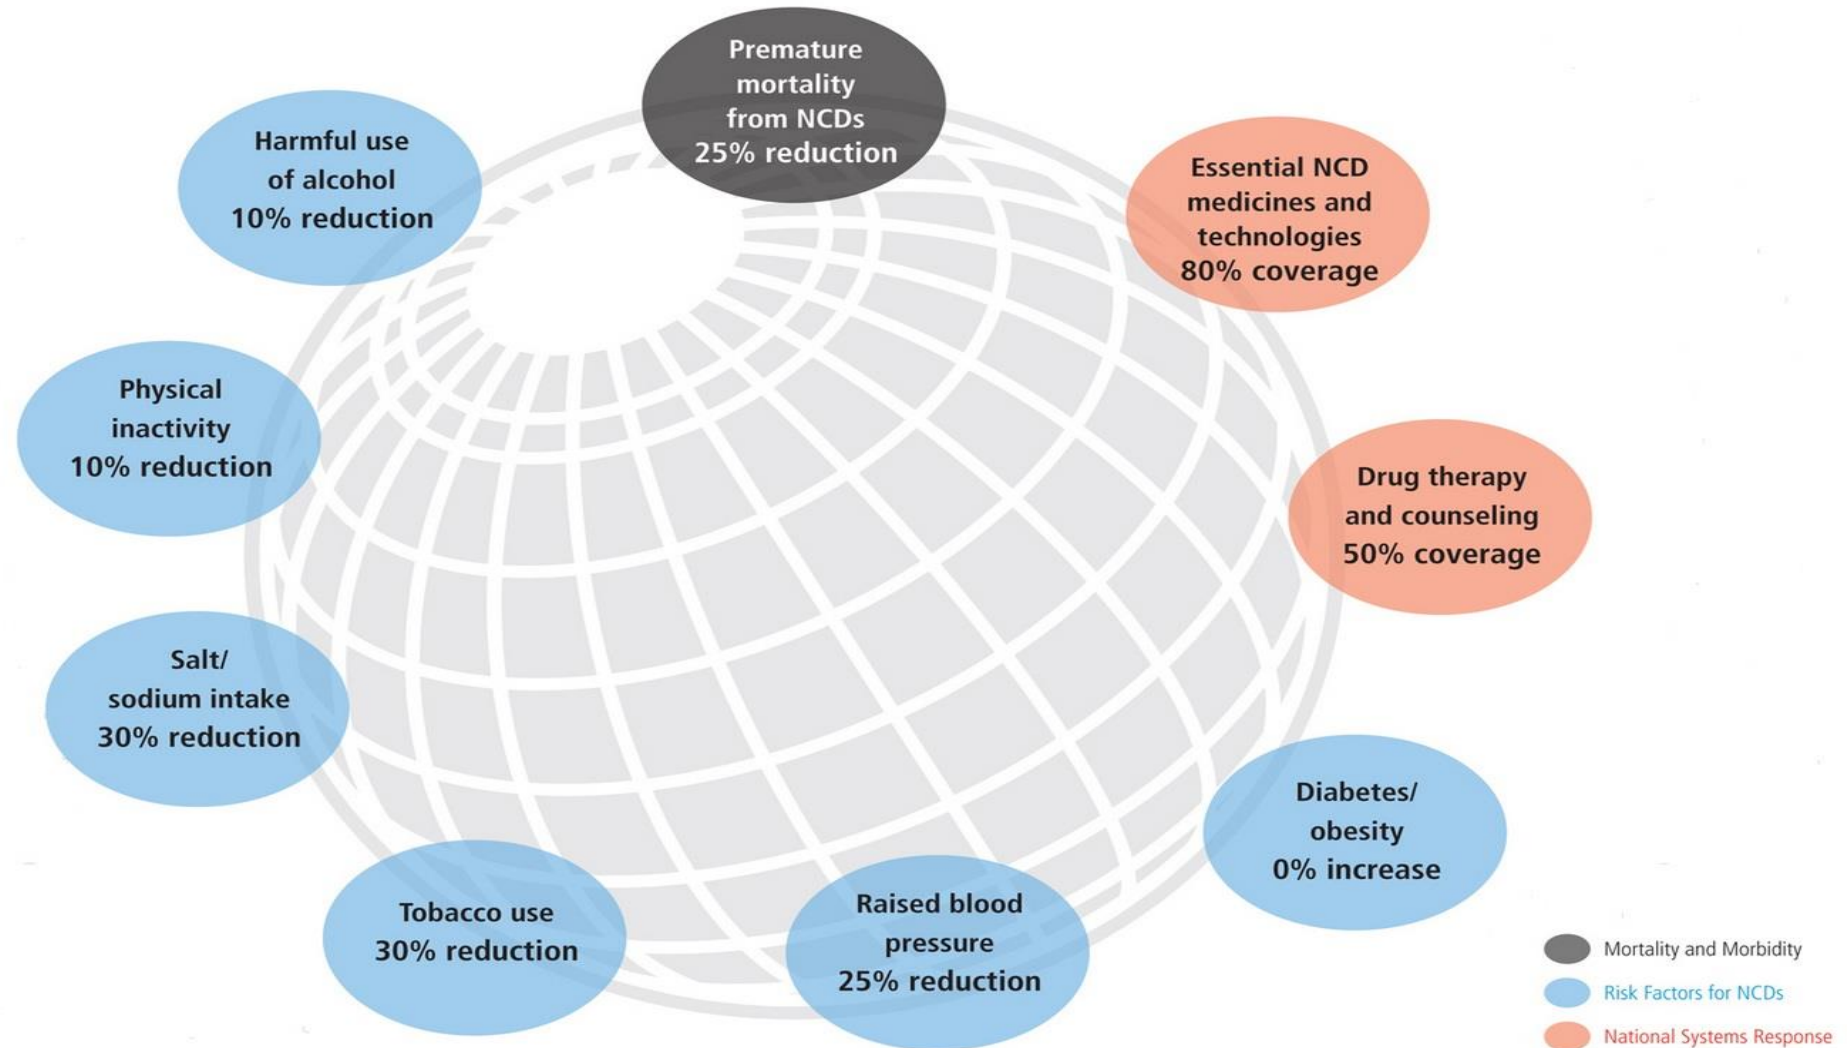 Premature
mortality
from NCDs
25% reduction
Harmful use
of alcohol
10% reduction
Essential NCD
medicines and
technologies
80% coverage
Physical
inactivity
10% reduction
Drug therapy
and counseling
50% coverage
Salt/
sodium intake
30% reduction
Diabetes/
obesity
0% increase
Tobacco use
30% reduction
Raised blood
pressure
25% reduction
Mortality and Morbidity
Risk Factors for NCDs
National Systems Response